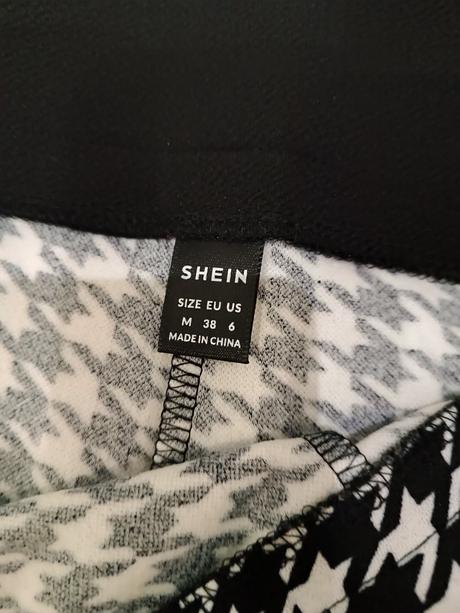 SHEIN
SIZE EU US
M 38 6
MADE IN CHINA